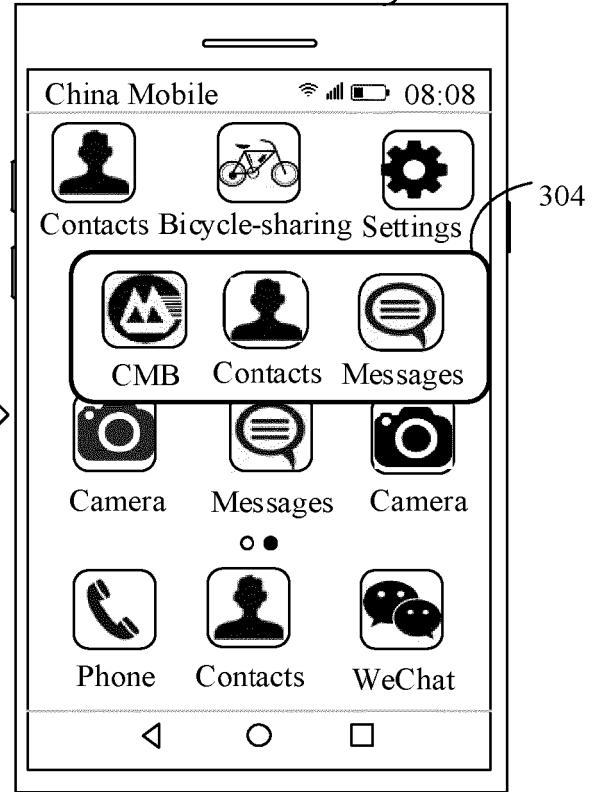 China Mobile 08:08
Contacts Bicycle-sharing Settings
304
CMB Contacts Messages
Camera Messages Camera
Phone Contacts WeChat